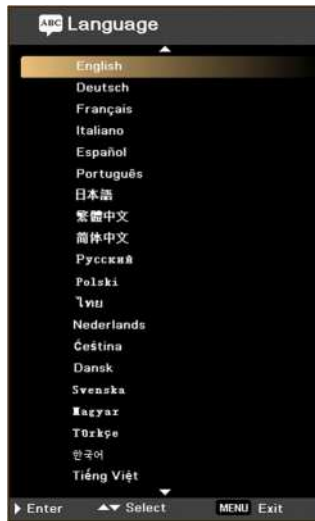 ABC Language
English
Deutsch
Français
Italiano
Español
Português
日本語
繁體中文
简体中文
Русский
Polski
ไทย
Nederlands
Čeština
Dansk
Svenska
Magyar
Türkçe
한국어
Tiếng Việt
Enter Select MENU Exit